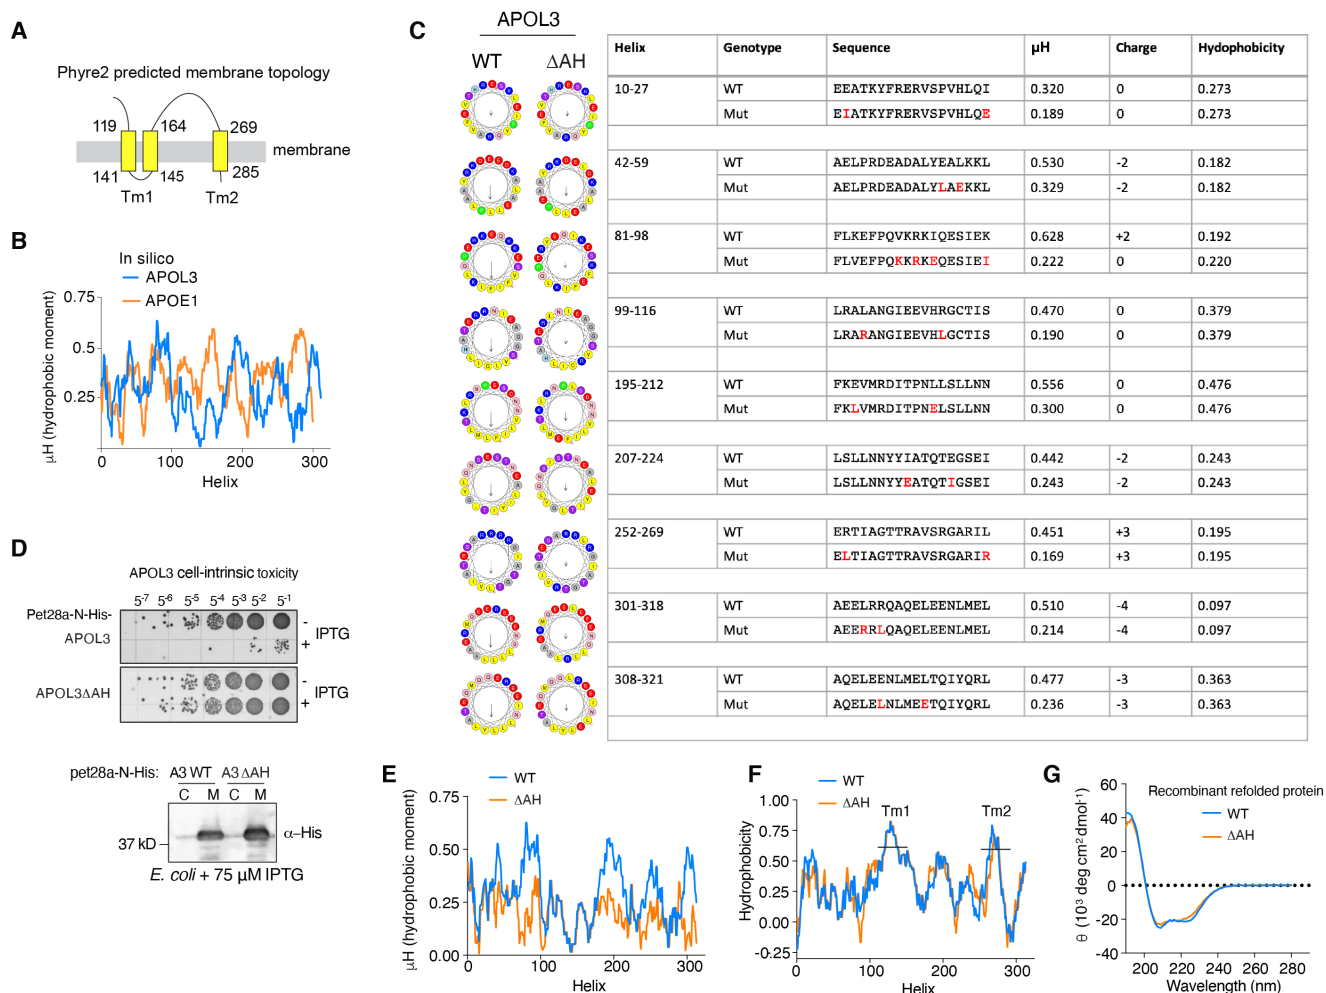 A
Phyre2 predicted membrane topology
119
164
269
membrane
141
145
285
Tm1
Tm2
B
In silico
APOL3
APOE1
µH (hydrophobic moment)
0.75
0.5
0.25
0
100
200
300
Helix
C
APOL3
WT
ΔAH
Helix Genotype Sequence µH Charge Hydophobicity
10-27 WT EEATKYFRERVSPVHLQI 0.320 0 0.273
Mut EIATKYFRERVSPVHLQE 0.189 0 0.273
42-59 WT AELPRDEADALYEALKKL 0.530 -2 0.182
Mut AELPRDEADALYLAEKKL 0.329 -2 0.182
81-98 WT FLKEFPQVKRKIQESIEK 0.628 +2 0.192
Mut FLVEFPQKKRKEQESIEI 0.222 0 0.220
99-116 WT LRALANGIEEVHRGCTIS 0.470 0 0.379
Mut LRARANGIEEVHLGCTIS 0.190 0 0.379
195-212 WT FKEVMRDITPNLLSLLNN 0.556 0 0.476
Mut FKLVMRDITPNELSLLNN 0.300 0 0.476
207-224 WT LSLLNNYYIATQTEGSEI 0.442 -2 0.243
Mut LSLLNNYYEATQTIGSEI 0.243 -2 0.243
252-269 WT ERTIAGTTRAVSRGARIL 0.451 +3 0.195
Mut ELTIAGTTRAVSRGARIR 0.169 +3 0.195
301-318 WT AEELRRQAQELEENLMEL 0.510 -4 0.097
Mut AEERRLQAQELEENLMEL 0.214 -4 0.097
308-321 WT AQELEENLMELTQIYQRL 0.477 -3 0.363
Mut AQELELNLMEETQIYQRL 0.236 -3 0.363
D
APOL3 cell-intrinsic toxicity
5-7 5-6 5-5 5-4 5-3 5-2 5-1
Pet28a-N-His-
APOL3
-
+
IPTG
APOL3ΔAH
-
+
IPTG
pet28a-N-His: A3 WT A3 ΔAH
C M C M
37 kD
α-His
E. coli + 75 µM IPTG
E
WT
ΔAH
µH (hydrophobic moment)
0.75
0.50
0.25
0.00
0 100 200 300
Helix
F
WT
ΔAH
Tm1
Tm2
Hydrophobicity
1.00
0.75
0.50
0.25
0.00
-0.25
0 100 200 300
Helix
G
Recombinant refolded protein
WT
ΔAH
θ (10³ deg cm² dmol-¹)
60
40
20
0
-20
-40
200 220 240 260 280
Wavelength (nm)